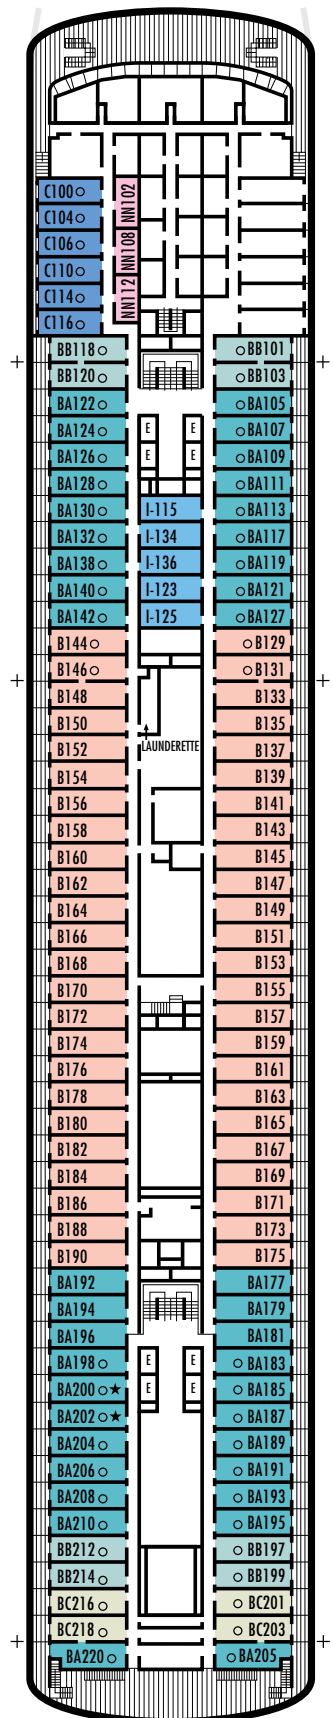 C100
NN102
C104
C106
NN108
C110
C114
NN112
C116
BB118 BB101
BB120 BB103
BA122 BA105
BA124 E E BA107
BA126 E E BA109
BA128 BA111
BA130 I-115 BA113
BA132 I-134 BA117
BA138 I-136 BA119
BA140 I-123 BA121
BA142 I-125 BA127
B144 B129
B146 B131
B148 B133
B150 B135
B152 LAUNDERETTE B137
B154 B139
B156 B141
B158 B143
B160 B145
B162 B147
B164 B149
B166 B151
B168 B153
B170 B155
B172 B157
B174 B159
B176 B161
B178 B163
B180 B165
B182 B167
B184 B169
B186 B171
B188 B173
B190 B175
BA192 BA177
BA194 BA179
BA196 BA181
BA198 E E BA183
BA200 ★ E E BA185
BA202 ★ BA187
BA204 BA189
BA206 BA191
BA208 BA193
BA210 BA195
BB212 BB197
BB214 BB199
BC216 BC201
BC218 BC203
BA220 BA205